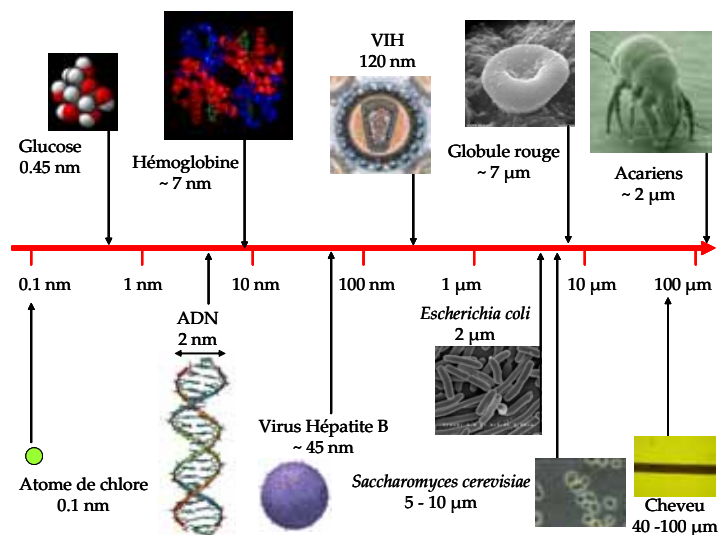 VIH
120 nm
Glucose
0.45 nm
Hémoglobine
~ 7 nm
Globule rouge
~ 7 µm
Acariens
~ 2 µm
0.1 nm
1 nm
10 nm
100 nm
1 µm
10 µm
100 µm
ADN
2 nm
Escherichia coli
2 µm
Virus Hépatite B
~ 45 nm
Atome de chlore
0.1 nm
Saccharomyces cerevisiae
5 - 10 µm
Cheveu
40 -100 µm